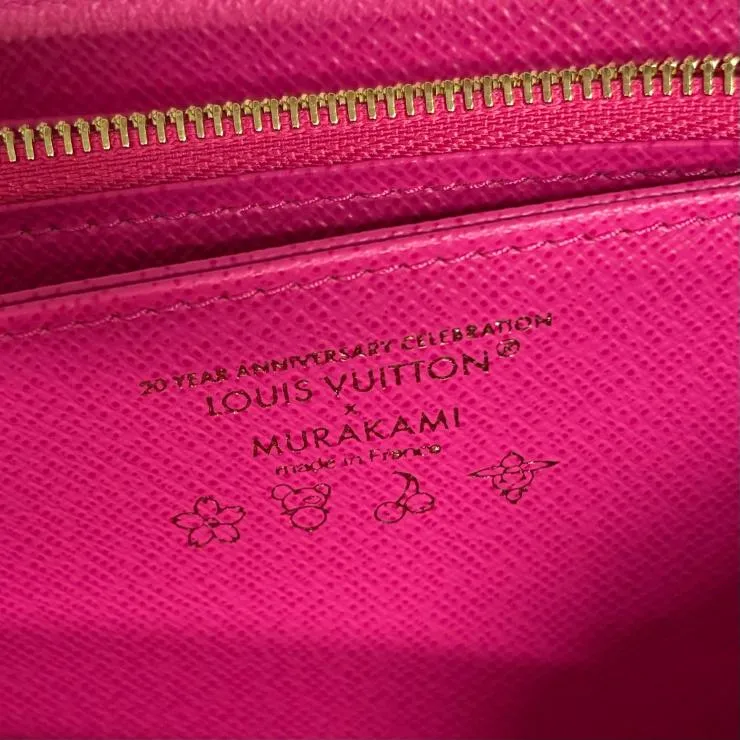 20 YEAR ANNIVERSARY CELEBRATION
LOUIS VUITTON®
×
MURAKAMI
made in France